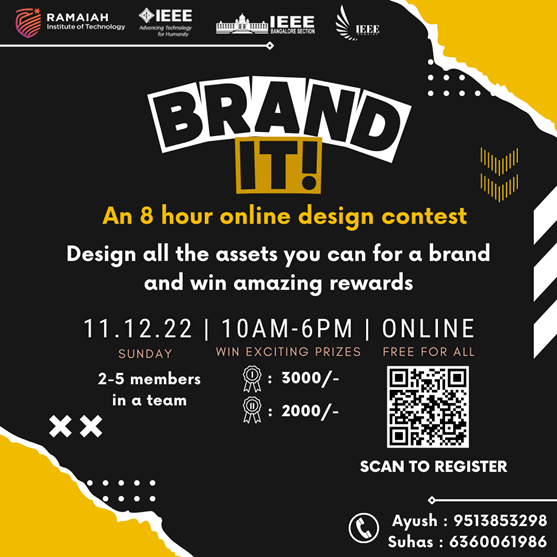 RAMAIAH
Institute of Technology
IEEE
Advancing Technology
for Humanity
IEEE
BANGALORE SECTION
IEEE
BRAND
IT!
An 8 hour online design contest
Design all the assets you can for a brand
and win amazing rewards
11.12.22 | 10AM-6PM | ONLINE
SUNDAY
WIN EXCITING PRIZES
FREE FOR ALL
2-5 members
in a team
I : 3000/-
II : 2000/-
SCAN TO REGISTER
Ayush : 9513853298
Suhas : 6360061986